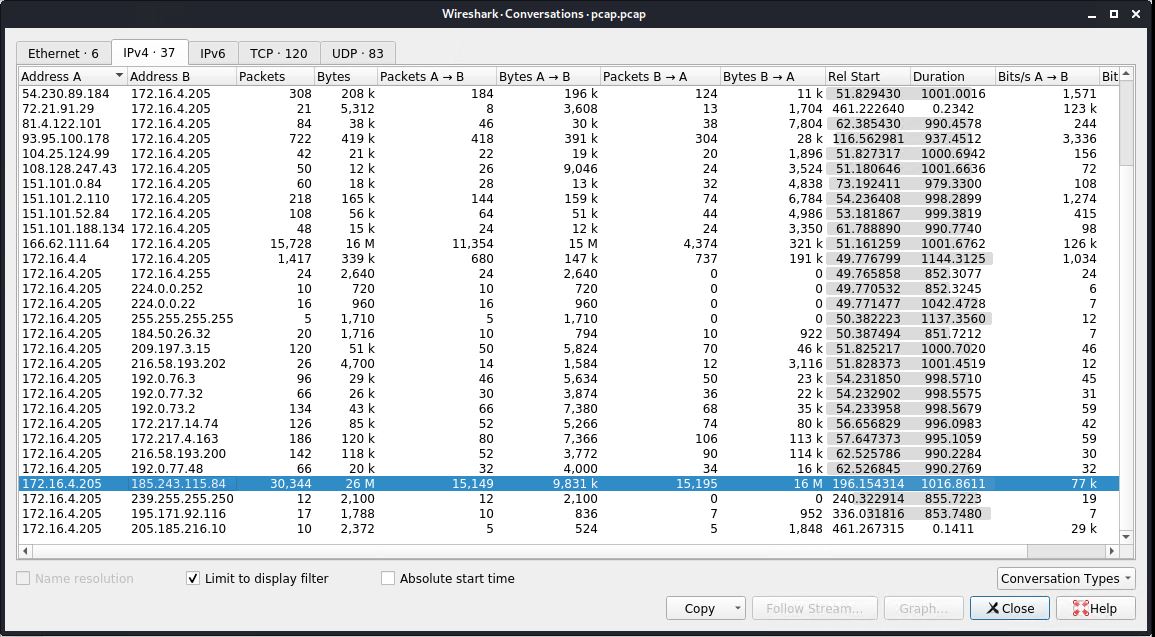 Wireshark · Conversations · pcap.pcap
Ethernet · 6 IPv4 · 37 IPv6 TCP · 120 UDP · 83
Address A Address B Packets Bytes Packets A → B Bytes A → B Packets B → A Bytes B → A Rel Start Duration Bits/s A → B Bit
54.230.89.184 172.16.4.205 308 208 k 184 196 k 124 11 k 51.829430 1001.0016 1,571
72.21.91.29 172.16.4.205 21 5,312 8 3,608 13 1,704 461.222640 0.2342 123 k
81.4.122.101 172.16.4.205 84 38 k 46 30 k 38 7,804 62.385430 990.4578 244
93.95.100.178 172.16.4.205 722 419 k 418 391 k 304 28 k 116.562981 937.4512 3,336
104.25.124.99 172.16.4.205 42 21 k 22 19 k 20 1,896 51.827317 1000.6942 156
108.128.247.43 172.16.4.205 50 12 k 26 9,046 24 3,524 51.180646 1001.6636 72
151.101.0.84 172.16.4.205 60 18 k 28 13 k 32 4,838 73.192411 979.3300 108
151.101.2.110 172.16.4.205 218 165 k 144 159 k 74 6,784 54.236408 998.2899 1,274
151.101.52.84 172.16.4.205 108 56 k 64 51 k 44 4,986 53.181867 999.3819 415
151.101.188.134 172.16.4.205 48 15 k 24 12 k 24 3,350 61.788890 990.7740 98
166.62.111.64 172.16.4.205 15,728 16 M 11,354 15 M 4,374 321 k 51.161259 1001.6762 126 k
172.16.4.4 172.16.4.205 1,417 339 k 680 147 k 737 191 k 49.776799 1144.3125 1,034
172.16.4.205 172.16.4.255 24 2,640 24 2,640 0 0 49.765858 852.3077 24
172.16.4.205 224.0.0.252 10 720 10 720 0 0 49.770532 852.3245 6
172.16.4.205 224.0.0.22 16 960 16 960 0 0 49.771477 1042.4728 7
172.16.4.205 255.255.255.255 5 1,710 5 1,710 0 0 50.382223 1137.3560 12
172.16.4.205 184.50.26.32 20 1,716 10 794 10 922 50.387494 851.7212 7
172.16.4.205 209.197.3.15 120 51 k 50 5,824 70 46 k 51.825217 1000.7020 46
172.16.4.205 216.58.193.202 26 4,700 14 1,584 12 3,116 51.828373 1001.4519 12
172.16.4.205 192.0.76.3 96 29 k 46 5,634 50 23 k 54.231850 998.5710 45
172.16.4.205 192.0.77.32 66 26 k 30 3,874 36 22 k 54.232902 998.5575 31
172.16.4.205 192.0.73.2 134 43 k 66 7,380 68 35 k 54.233958 998.5679 59
172.16.4.205 172.217.14.74 126 85 k 52 5,266 74 80 k 56.656829 996.0983 42
172.16.4.205 172.217.4.163 186 120 k 80 7,366 106 113 k 57.647373 995.1059 59
172.16.4.205 216.58.193.200 142 118 k 52 3,772 90 114 k 62.525786 990.2284 30
172.16.4.205 192.0.77.48 66 20 k 32 4,000 34 16 k 62.526845 990.2769 32
172.16.4.205 185.243.115.84 30,344 26 M 15,149 9,831 k 15,195 16 M 196.154314 1016.8611 77 k
172.16.4.205 239.255.255.250 12 2,100 12 2,100 0 0 240.322914 855.7223 19
172.16.4.205 195.171.92.116 17 1,788 10 836 7 952 336.031816 853.7480 7
172.16.4.205 205.185.216.10 10 2,372 5 524 5 1,848 461.267315 0.1411 29 k
Name resolution Limit to display filter Absolute start time Conversation Types
Copy Follow Stream... Graph... Close Help